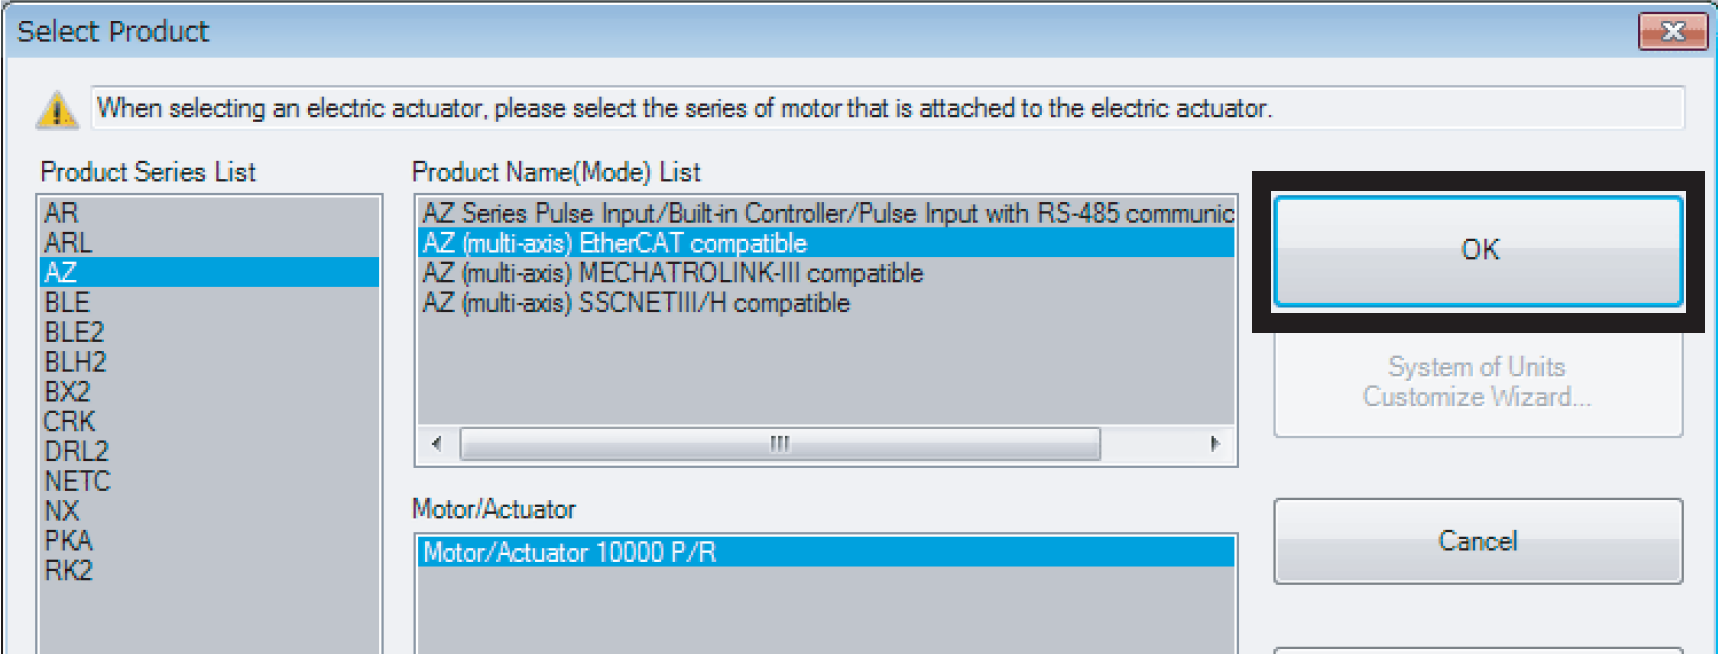 Select Product
When selecting an electric actuator, please select the series of motor that is attached to the electric actuator.
Product Series List
AR
ARL
AZ
BLE
BLE2
BLH2
BX2
CRK
DRL2
NETC
NX
PKA
RK2
Product Name(Mode) List
AZ Series Pulse Input/Built-in Controller/Pulse Input with RS-485 communic
AZ (multi-axis) EtherCAT compatible
AZ (multi-axis) MECHATROLINK-III compatible
AZ (multi-axis) SSCNETIII/H compatible
Motor/Actuator
Motor/Actuator 10000 P/R
OK
System of Units
Customize Wizard...
Cancel